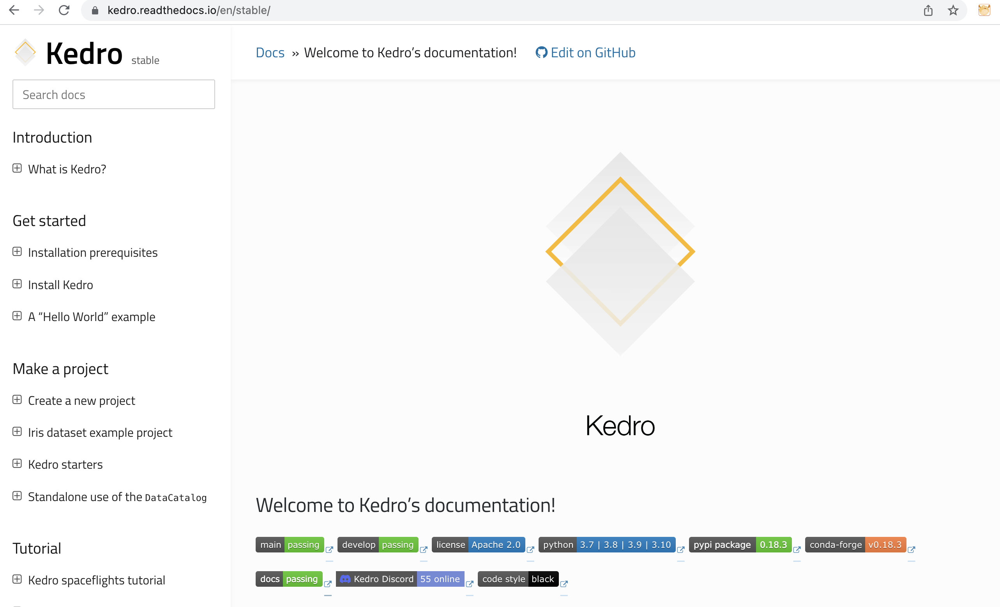 kedro.readthedocs.io/en/stable/
Kedro stable
Search docs
Introduction
What is Kedro?
Get started
Installation prerequisites
Install Kedro
A “Hello World” example
Make a project
Create a new project
Iris dataset example project
Kedro starters
Standalone use of the DataCatalog
Tutorial
Kedro spaceflights tutorial
Docs » Welcome to Kedro’s documentation! Edit on GitHub
Kedro
Welcome to Kedro’s documentation!
main passing develop passing license Apache 2.0 python 3.7 | 3.8 | 3.9 | 3.10 pypi package 0.18.3 conda-forge v0.18.3
docs passing Kedro Discord 55 online code style black